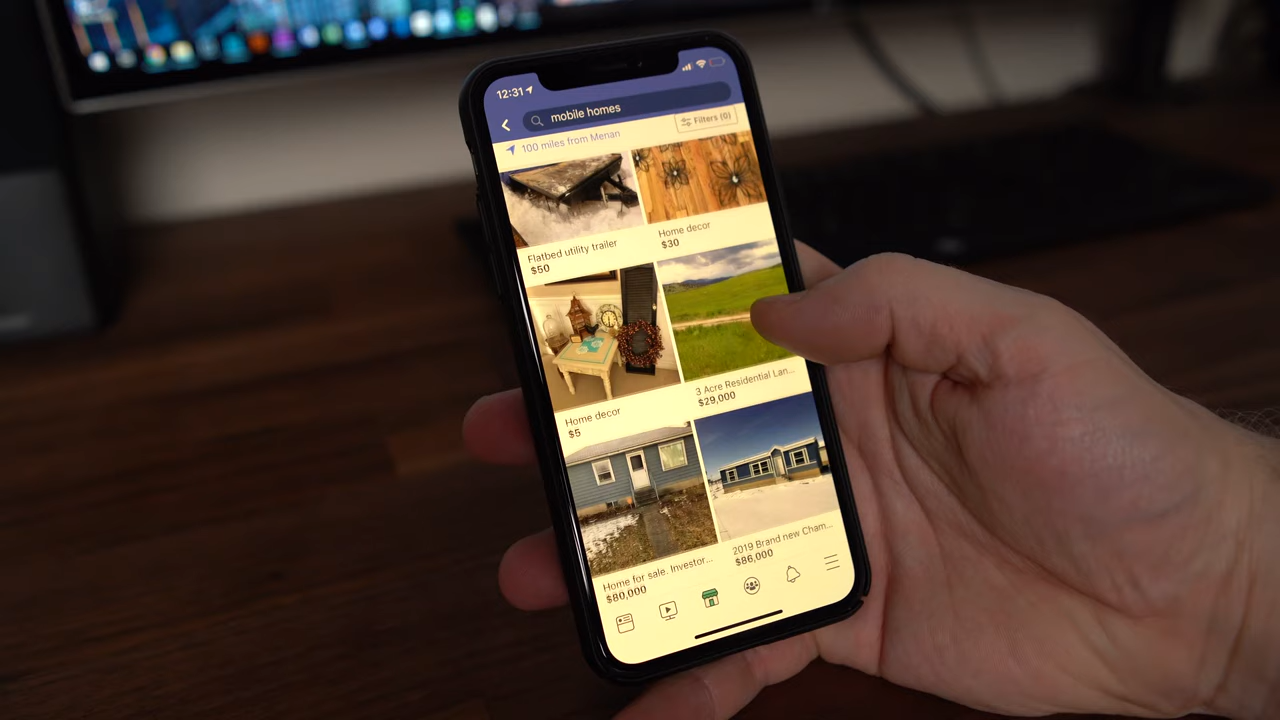 12:31
mobile homes
100 miles from Menan
Filters (0)
Flatbed utility trailer
$50
Home decor
$30
Home decor
$5
3 Acre Residential Lan...
$29,000
Home for sale. Investor...
$80,000
2019 Brand new Cham...
$86,000